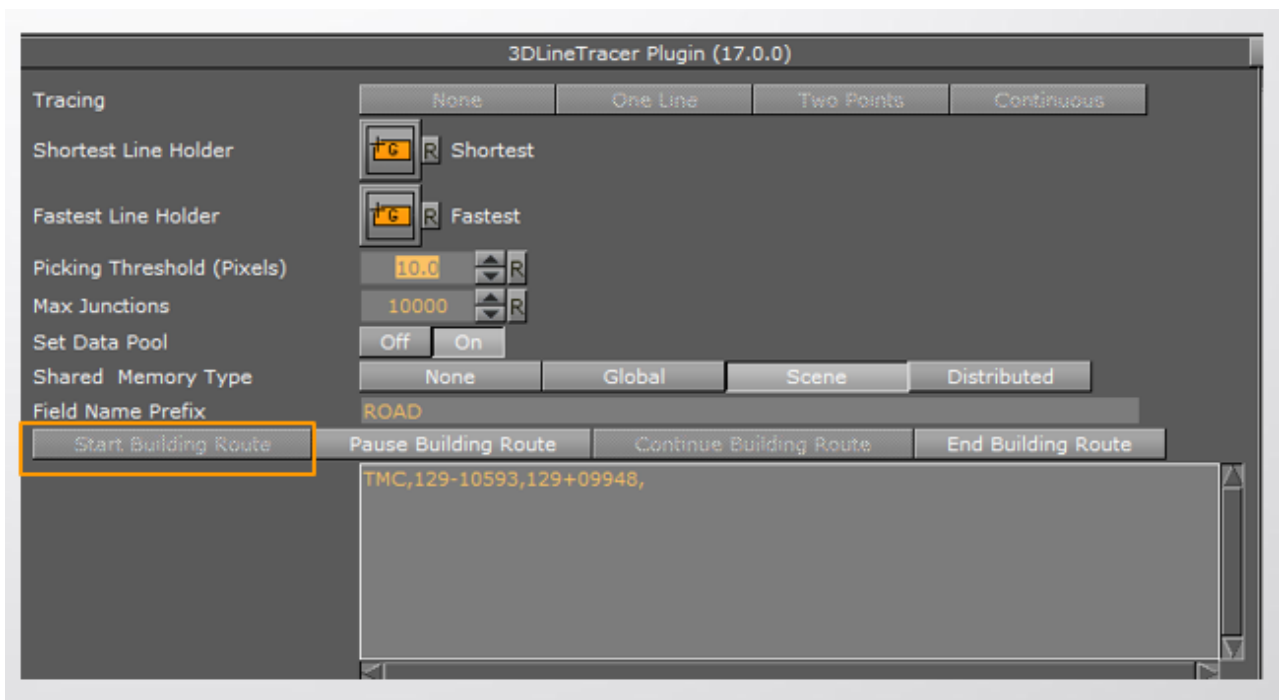 3DLineTracer Plugin (17.0.0)
Tracing None One Line Two Points Continuous
Shortest Line Holder G R Shortest
Fastest Line Holder G R Fastest
Picking Threshold (Pixels) 10.0 R
Max Junctions 10000 R
Set Data Pool Off On
Shared Memory Type None Global Scene Distributed
Field Name Prefix ROAD
Start Building Route Pause Building Route Continue Building Route End Building Route
TMC,129-10593,129+09948,